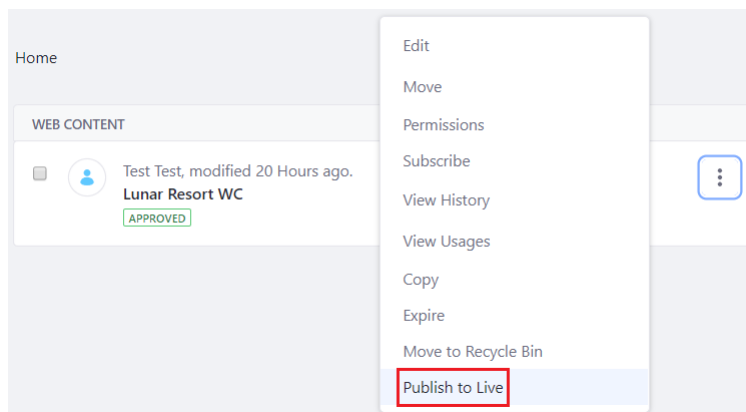 Home
WEB CONTENT
Test Test, modified 20 Hours ago.
Lunar Resort WC
APPROVED
Edit
Move
Permissions
Subscribe
View History
View Usages
Copy
Expire
Move to Recycle Bin
Publish to Live